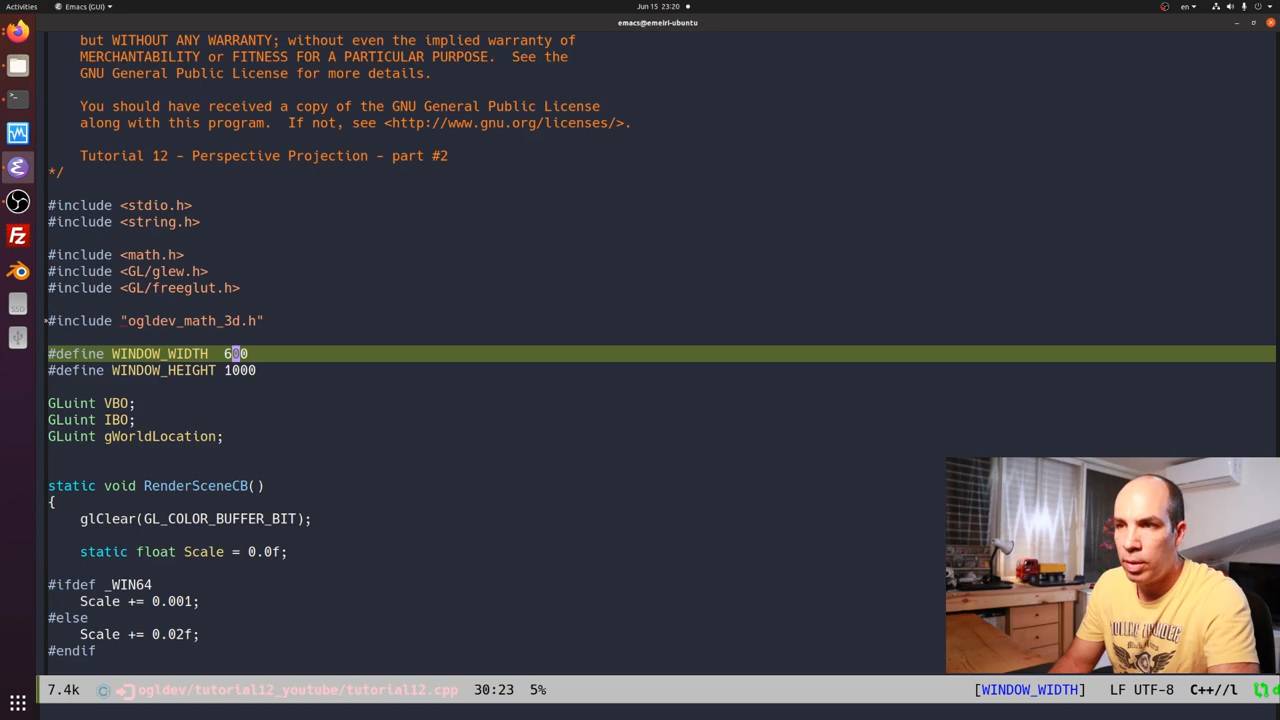 Activities
Emacs (GUI)
Jun 15 23:20
en
emacs@emeiri-ubuntu
but WITHOUT ANY WARRANTY; without even the implied warranty of
MERCHANTABILITY or FITNESS FOR A PARTICULAR PURPOSE.  See the
GNU General Public License for more details.
You should have received a copy of the GNU General Public License
along with this program.  If not, see <http://www.gnu.org/licenses/>.
Tutorial 12 - Perspective Projection - part #2
*/
#include <stdio.h>
#include <string.h>
#include <math.h>
#include <GL/glew.h>
#include <GL/freeglut.h>
#include "ogldev_math_3d.h"
#define WINDOW_WIDTH  600
#define WINDOW_HEIGHT 1000
GLuint VBO;
GLuint IBO;
GLuint gWorldLocation;
static void RenderSceneCB()
{
glClear(GL_COLOR_BUFFER_BIT);
static float Scale = 0.0f;
#ifdef _WIN64
Scale += 0.001;
#else
Scale += 0.02f;
#endif
7.4k ogldev/tutorial12_youtube/tutorial12.cpp 30:23 5% [WINDOW_WIDTH] LF UTF-8 C++//l